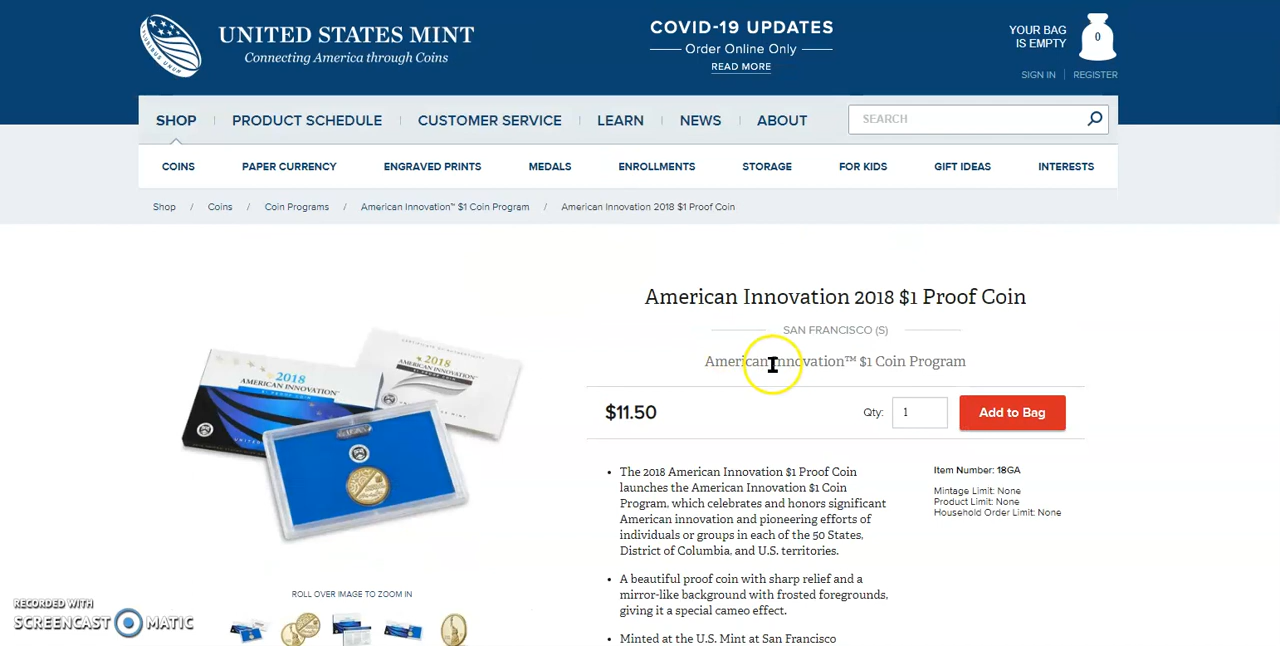 UNITED STATES MINT
Connecting America through Coins
COVID-19 UPDATES
Order Online Only
READ MORE
YOUR BAG
IS EMPTY
0
SIGN IN
REGISTER
SHOP
PRODUCT SCHEDULE
CUSTOMER SERVICE
LEARN
NEWS
ABOUT
SEARCH
COINS
PAPER CURRENCY
ENGRAVED PRINTS
MEDALS
ENROLLMENTS
STORAGE
FOR KIDS
GIFT IDEAS
INTERESTS
Shop / Coins / Coin Programs / American Innovation™ $1 Coin Program / American Innovation 2018 $1 Proof Coin
American Innovation 2018 $1 Proof Coin
SAN FRANCISCO (S)
American Innovation™ $1 Coin Program
$11.50
Qty:
1
Add to Bag
2018
AMERICAN INNOVATION
CERTIFICATE OF AUTHENTICITY
2018
AMERICAN INNOVATION
ROLL OVER IMAGE TO ZOOM IN
• The 2018 American Innovation $1 Proof Coin
launches the American Innovation $1 Coin
Program, which celebrates and honors significant
American innovation and pioneering efforts of
individuals or groups in each of the 50 States,
District of Columbia, and U.S. territories.
• A beautiful proof coin with sharp relief and a
mirror-like background with frosted foregrounds,
giving it a special cameo effect.
• Minted at the U.S. Mint at San Francisco
Item Number: 18GA
Mintage Limit: None
Product Limit: None
Household Order Limit: None
RECORDED WITH
SCREENCAST MATIC